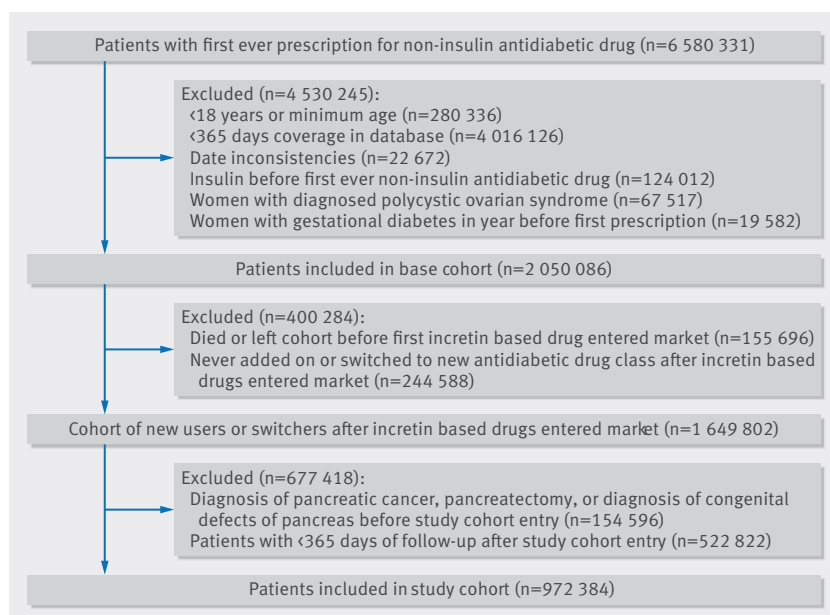 Patients with first ever prescription for non-insulin antidiabetic drug (n=6 580 331)
Excluded (n=4 530 245):
<18 years or minimum age (n=280 336)
<365 days coverage in database (n=4 016 126)
Date inconsistencies (n=22 672)
Insulin before first ever non-insulin antidiabetic drug (n=124 012)
Women with diagnosed polycystic ovarian syndrome (n=67 517)
Women with gestational diabetes in year before first prescription (n=19 582)
Patients included in base cohort (n=2 050 086)
Excluded (n=400 284):
Died or left cohort before first incretin based drug entered market (n=155 696)
Never added on or switched to new antidiabetic drug class after incretin based
drugs entered market (n=244 588)
Cohort of new users or switchers after incretin based drugs entered market (n=1 649 802)
Excluded (n=677 418):
Diagnosis of pancreatic cancer, pancreatectomy, or diagnosis of congenital
defects of pancreas before study cohort entry (n=154 596)
Patients with <365 days of follow-up after study cohort entry (n=522 822)
Patients included in study cohort (n=972 384)